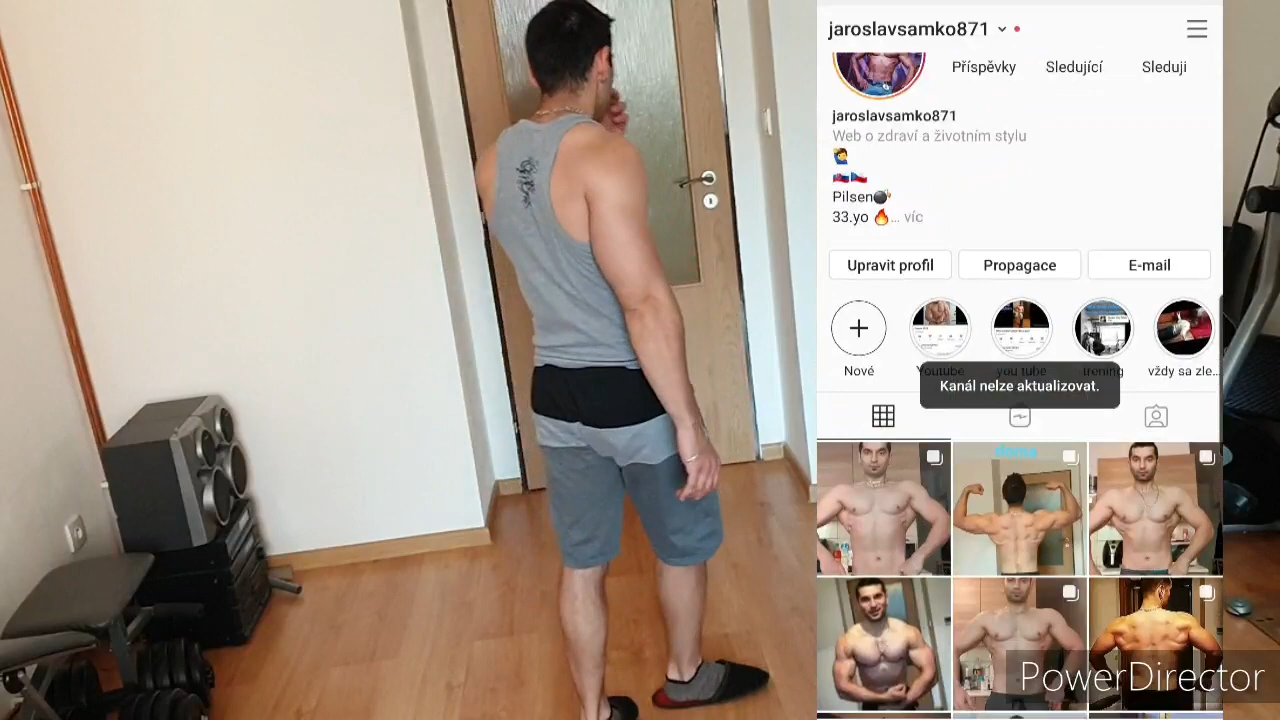 jaroslavsamko871
Příspěvky Sledující Sleduji
jaroslavsamko871
Web o zdraví a životním stylu
Pilsen
33.yo 🔥... víc
Upravit profil Propagace E-mail
Nové Youtube you tube trening vždy sa zle...
Kanál nelze aktualizovat.
doma
PowerDirector